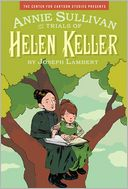 THE CENTER FOR CARTOON STUDIES PRESENTS
ANNIE SULLIVAN
AND THE TRIALS OF
HELEN KELLER
BY JOSEPH LAMBERT